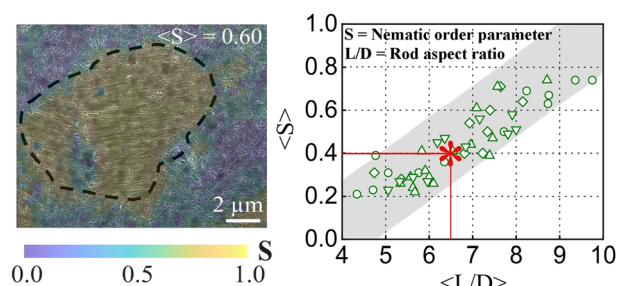 <S> = 0.60
2 µm
S
0.0 0.5 1.0
<S>
1.0
0.8
0.6
0.4
0.2
0.0
S = Nematic order parameter
L/D = Rod aspect ratio
4 5 6 7 8 9 10
<L/D>